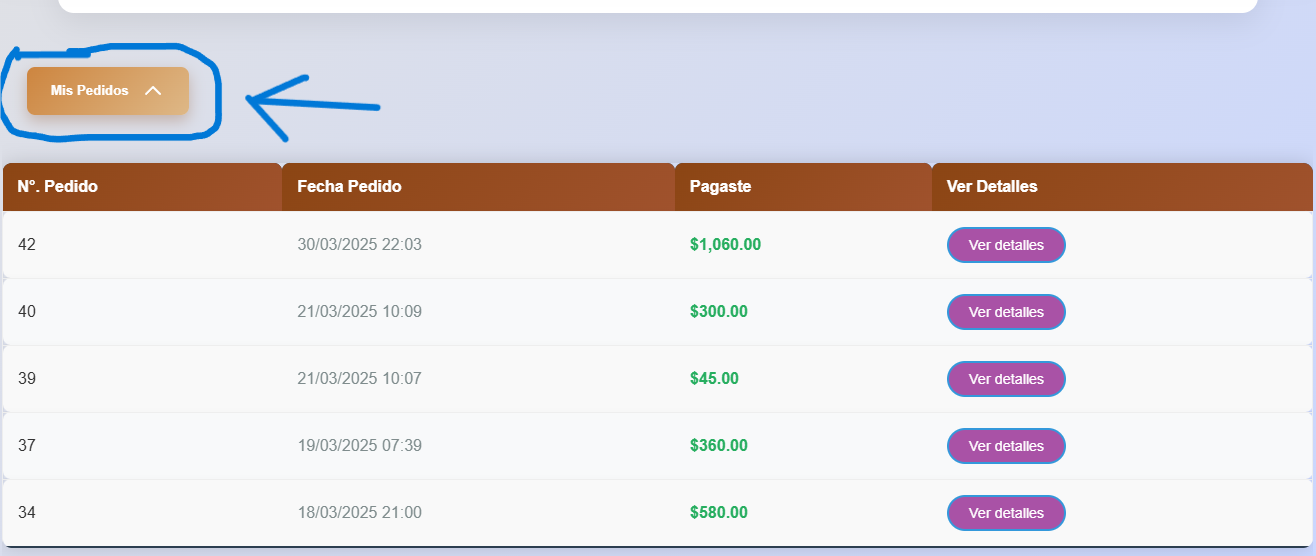 Mis Pedidos
Nº. Pedido Fecha Pedido Pagaste Ver Detalles
42 30/03/2025 22:03 $1,060.00 Ver detalles
40 21/03/2025 10:09 $300.00 Ver detalles
39 21/03/2025 10:07 $45.00 Ver detalles
37 19/03/2025 07:39 $360.00 Ver detalles
34 18/03/2025 21:00 $580.00 Ver detalles